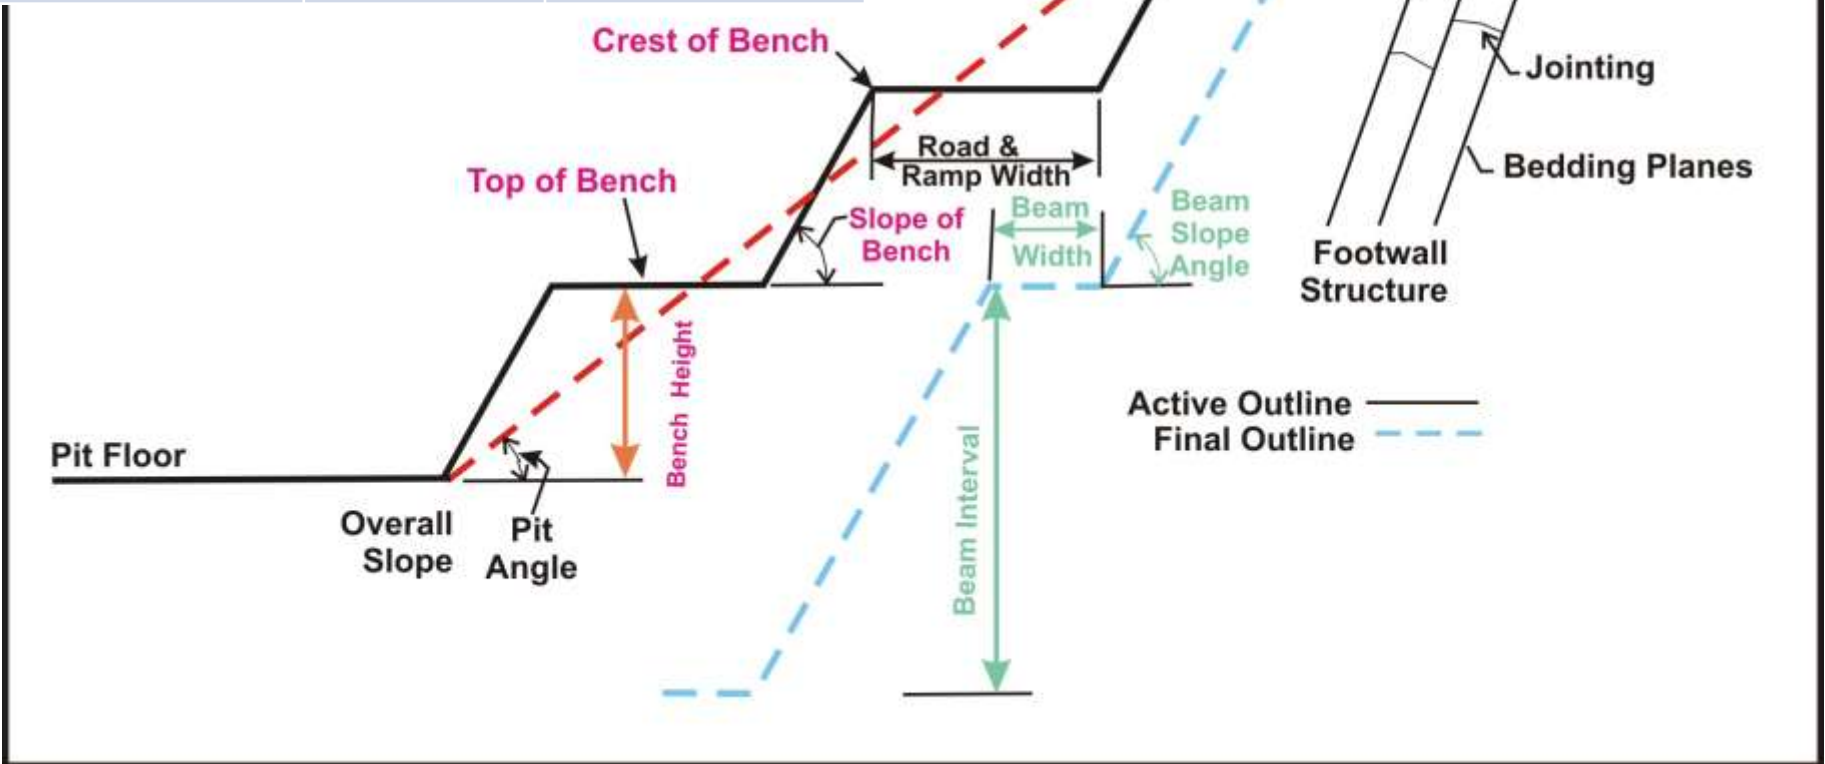 Crest of Bench
Jointing
Road &
Ramp Width
Bedding Planes
Top of Bench
Slope of
Bench
Beam
Width
Beam
Slope
Angle
Footwall
Structure
Bench Height
Active Outline
Final Outline
Beam Interval
Pit Floor
Overall
Slope
Pit
Angle